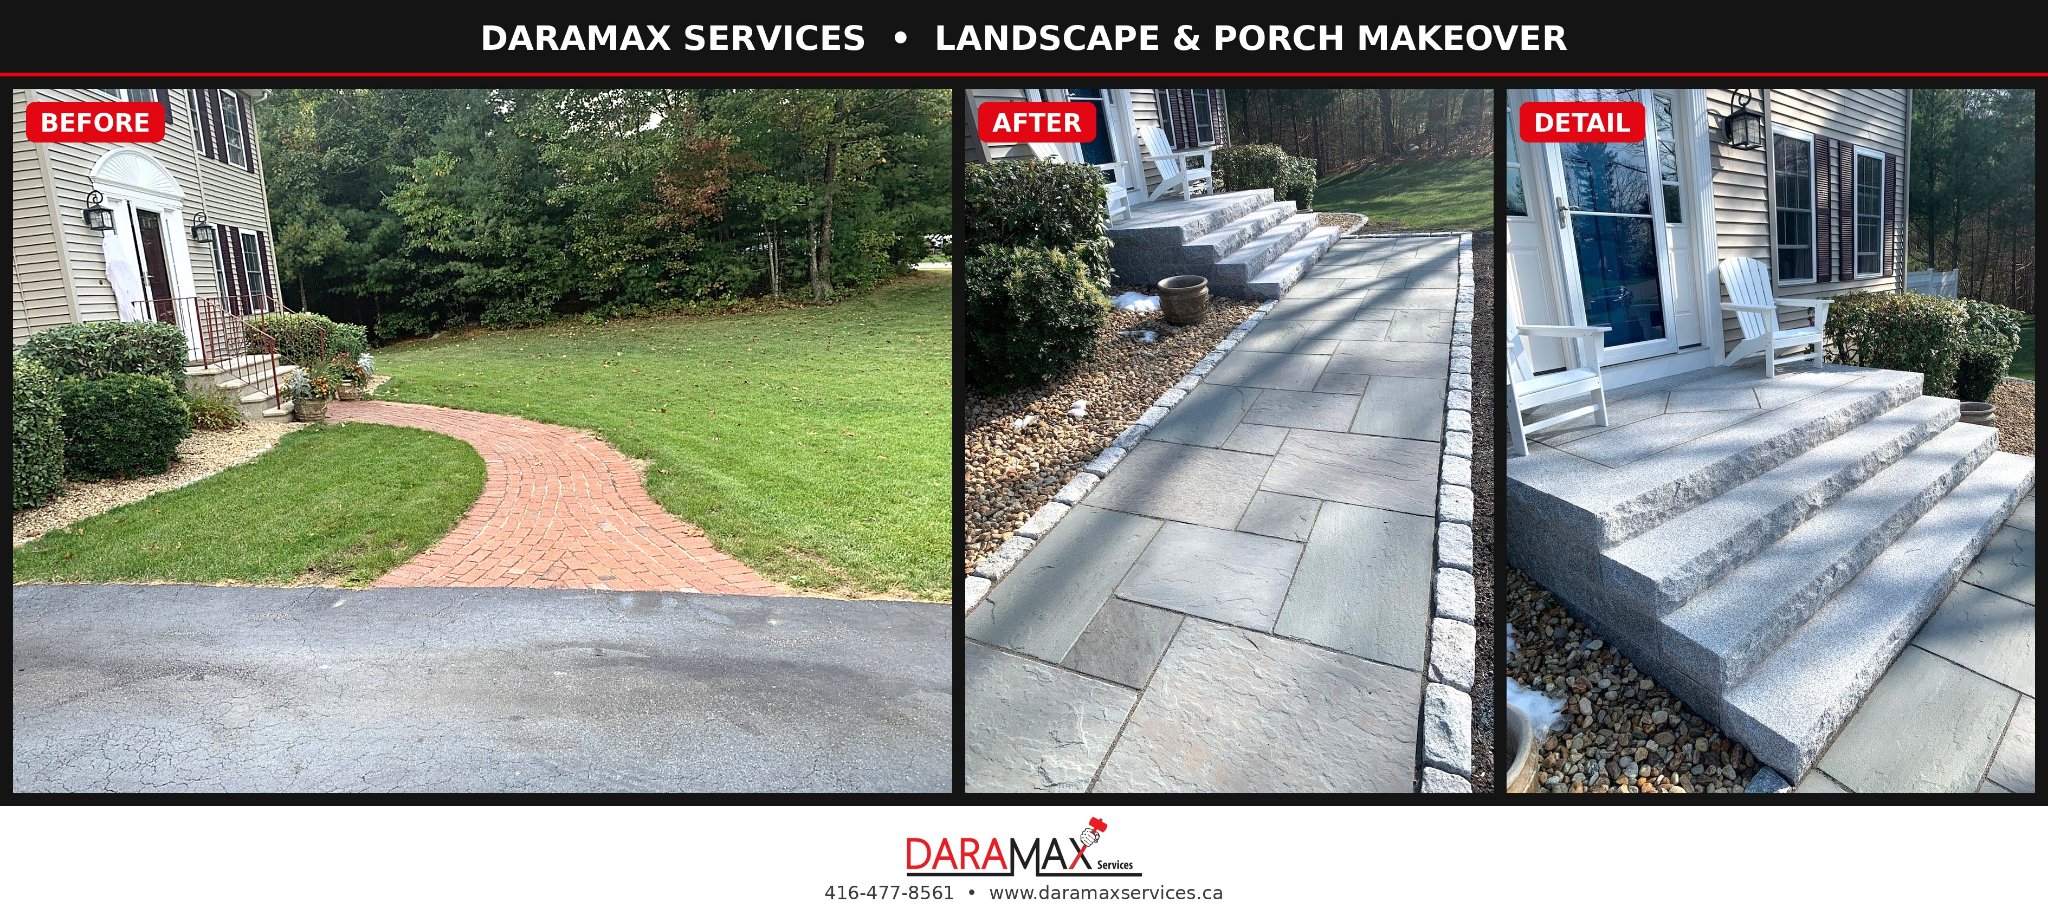 DARAMAX SERVICES • LANDSCAPE & PORCH MAKEOVER
BEFORE
AFTER
DETAIL
DARAMAX Services
416-477-8561 • www.daramaxservices.ca